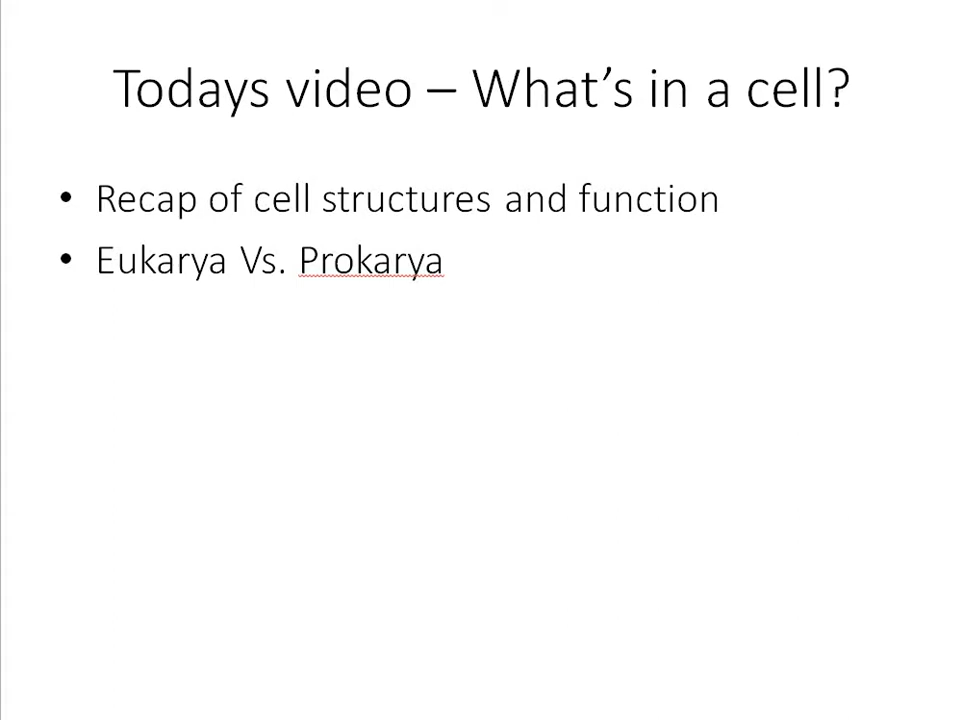 Todays video – What's in a cell?
• Recap of cell structures and function
• Eukarya Vs. Prokarya